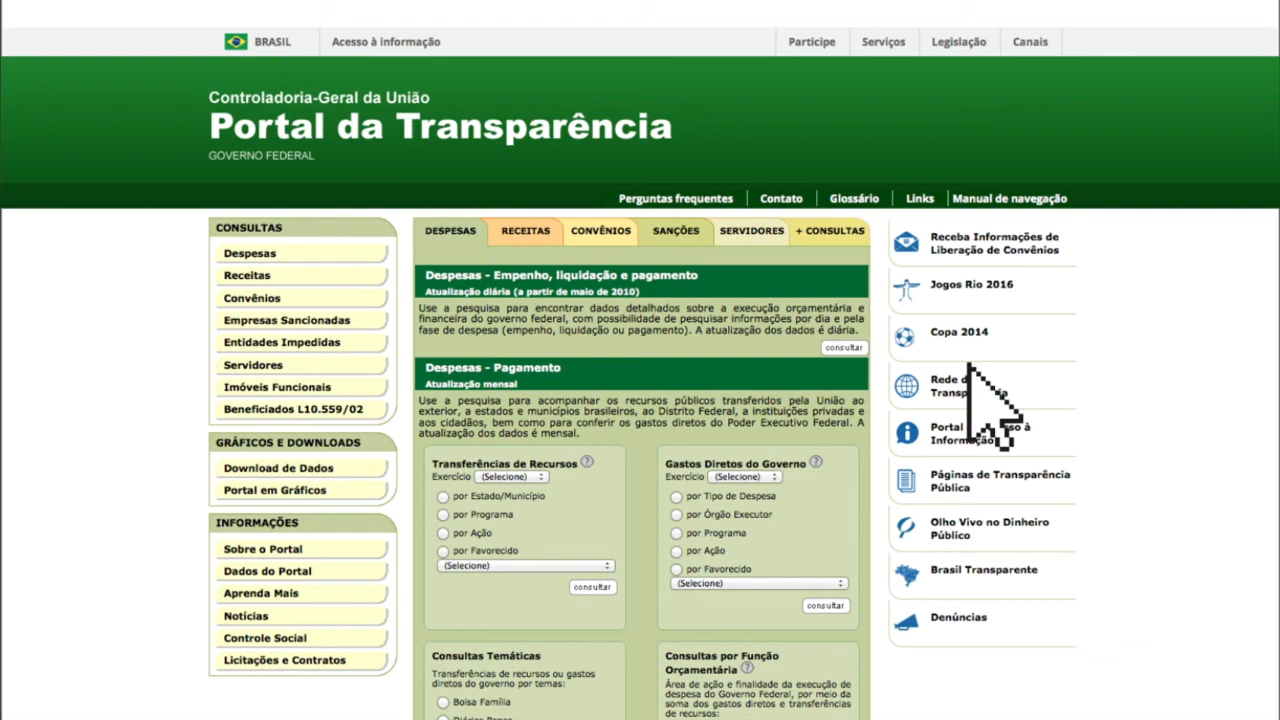 BRASIL
Acesso à informação
Participe
Serviços
Legislação
Canais
Controladoria-Geral da União
Portal da Transparência
GOVERNO FEDERAL
Perguntas frequentes
Contato
Glossário
Links
Manual de navegação
CONSULTAS
Despesas
Receitas
Convênios
Empresas Sancionadas
Entidades Impedidas
Servidores
Imóveis Funcionais
Beneficiados L10.559/02
GRÁFICOS E DOWNLOADS
Download de Dados
Portal em Gráficos
INFORMAÇÕES
Sobre o Portal
Dados do Portal
Aprenda Mais
Notícias
Controle Social
Licitações e Contratos
DESPESAS
RECEITAS
CONVÊNIOS
SANÇÕES
SERVIDORES
+ CONSULTAS
Despesas - Empenho, liquidação e pagamento
Atualização diária (a partir de maio de 2010)
Use a pesquisa para encontrar dados detalhados sobre a execução orçamentária e
financeira do governo federal, com possibilidade de pesquisar informações por dia e pela
fase de despesa (empenho, liquidação ou pagamento). A atualização dos dados é diária.
consultar
Despesas - Pagamento
Atualização mensal
Use a pesquisa para acompanhar os recursos públicos transferidos pela União ao
exterior, a estados e municípios brasileiros, ao Distrito Federal, a instituições privadas e
aos cidadãos, bem como para conferir os gastos diretos do Poder Executivo Federal. A
atualização dos dados é mensal.
Transferências de Recursos ?
Exercício (Selecione)
por Estado/Município
por Programa
por Ação
por Favorecido
(Selecione)
consultar
Gastos Diretos do Governo ?
Exercício (Selecione)
por Tipo de Despesa
por Órgão Executor
por Programa
por Ação
por Favorecido
(Selecione)
consultar
Consultas Temáticas
Transferências de recursos ou gastos
diretos do governo por temas:
Bolsa Família
Consultas por Função
Orçamentária ?
Área de ação e finalidade da execução de
despesa do Governo Federal, por meio da
soma dos gastos diretos e transferências
de recursos:
Receba Informações de
Liberação de Convênios
Jogos Rio 2016
Copa 2014
Rede
Portal
Páginas de Transparência
Pública
Olho Vivo no Dinheiro
Público
Brasil Transparente
Denúncias